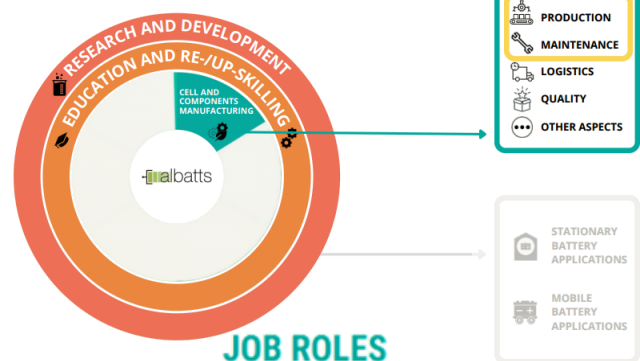 RESEARCH AND DEVELOPMENT
EDUCATION AND RE-/UP-SKILLING
CELL AND
COMPONENTS
MANUFACTURING
albatts
PRODUCTION
MAINTENANCE
LOGISTICS
QUALITY
OTHER ASPECTS
STATIONARY
BATTERY
APPLICATIONS
MOBILE
BATTERY
APPLICATIONS
JOB ROLES